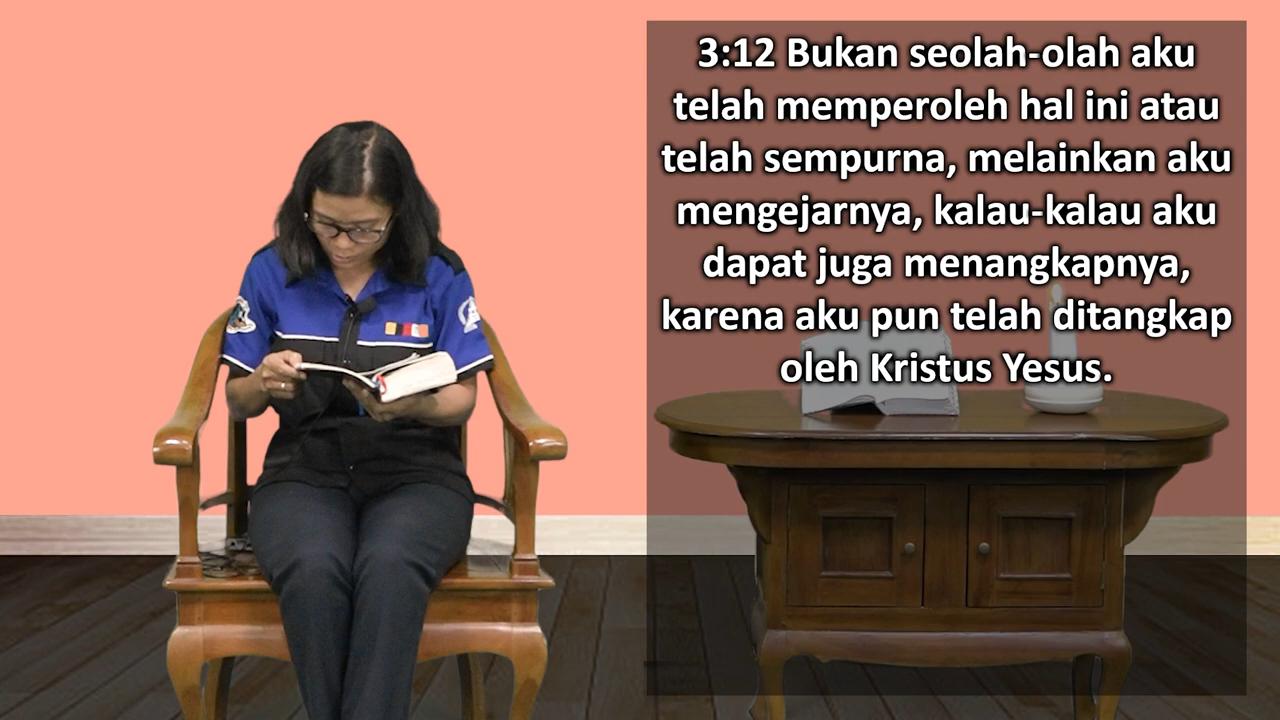 3:12 Bukan seolah-olah aku
telah memperoleh hal ini atau
telah sempurna, melainkan aku
mengejarnya, kalau-kalau aku
dapat juga menangkapnya,
karena aku pun telah ditangkap
oleh Kristus Yesus.